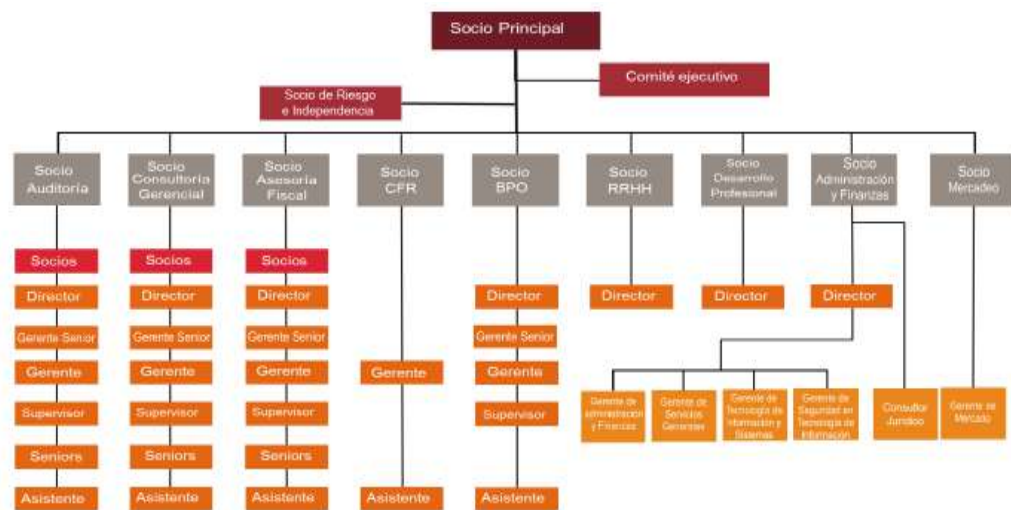 Socio Principal
Comité ejecutivo
Socio de Riesgo
e Independencia
Socio
Auditoría
Socio
Consultoría
Gerencial
Socio
Asesoría
Fiscal
Socio
CFR
Socio
BPO
Socio
RRHH
Socio
Desarrollo
Profesional
Socio
Administración
y Finanzas
Socio
Mercadeo
Socios
Socios
Socios
Director
Director
Director
Director
Director
Director
Director
Gerente Senior
Gerente Senior
Gerente Senior
Gerente Senior
Gerente
Gerente
Gerente
Gerente
Gerente
Supervisor
Supervisor
Supervisor
Supervisor
Gerente de
administración
y Finanzas
Gerente de
Servicios
Generales
Gerente de
Tecnología de
Información y
Sistemas
Gerente de
Seguridad en
Tecnología de
Información
Consultor
Jurídico
Gerente de
Mercadeo
Seniors
Seniors
Seniors
Asistente
Asistente
Asistente
Asistente
Asistente